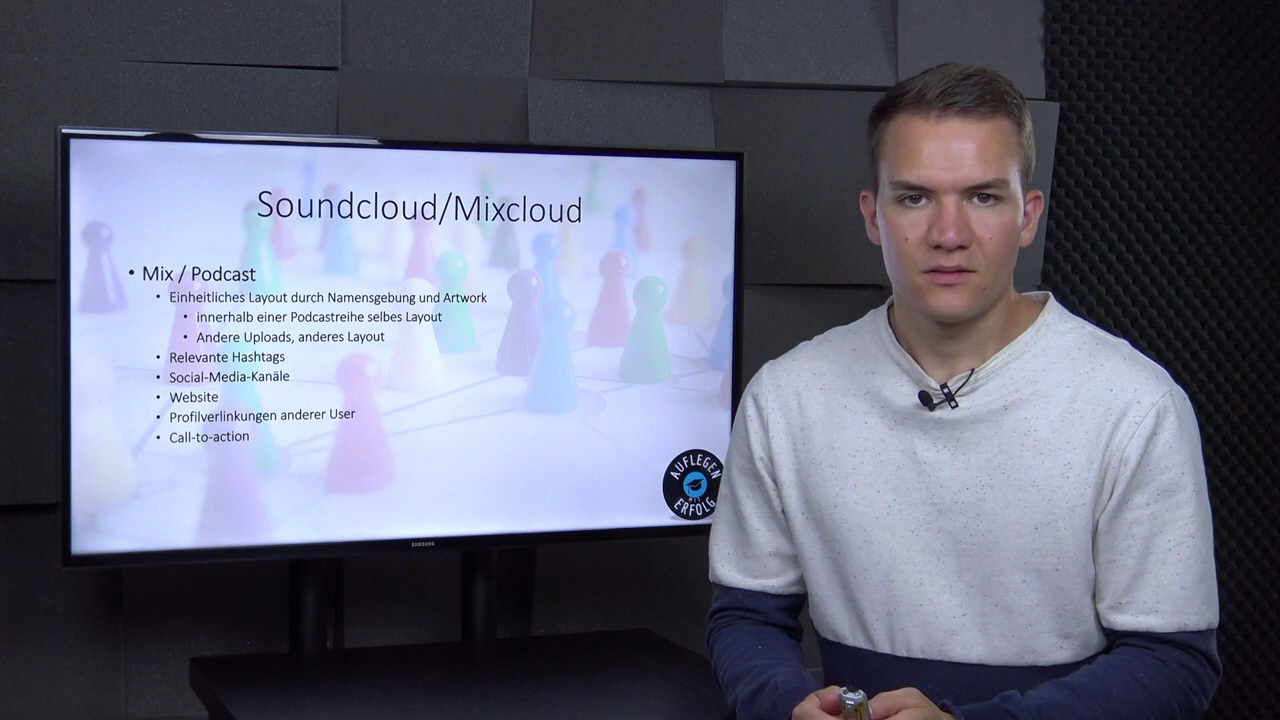 Soundcloud/Mixcloud
• Mix / Podcast
• Einheitliches Layout durch Namensgebung und Artwork
• innerhalb einer Podcastreihe selbes Layout
• Andere Uploads, anderes Layout
• Relevante Hashtags
• Social-Media-Kanäle
• Website
• Profilverlinkungen anderer User
• Call-to-action
AUFLEGEN
MIT
ERFOLG
SAMSUNG